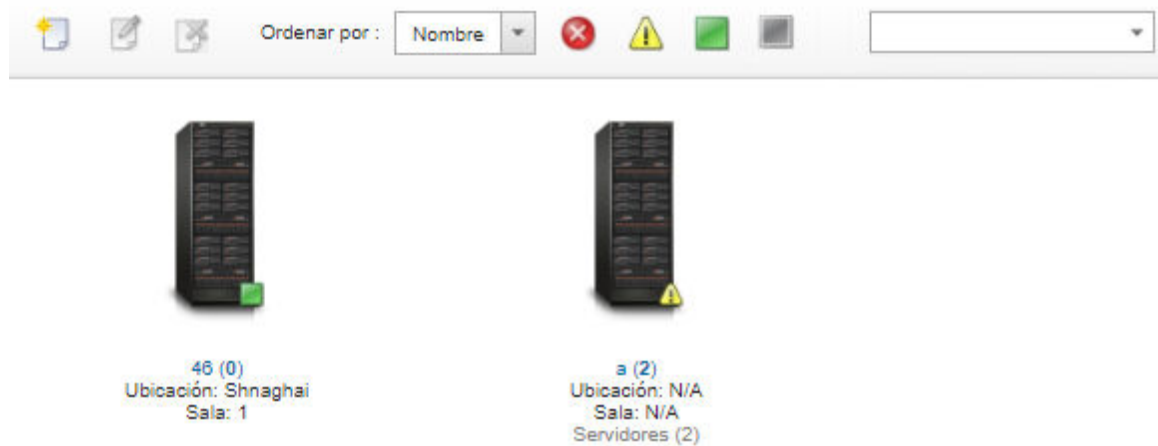 Ordenar por :
Nombre
46 (0)
Ubicación: Shnaghai
Sala: 1
a (2)
Ubicación: N/A
Sala: N/A
Servidores (2)